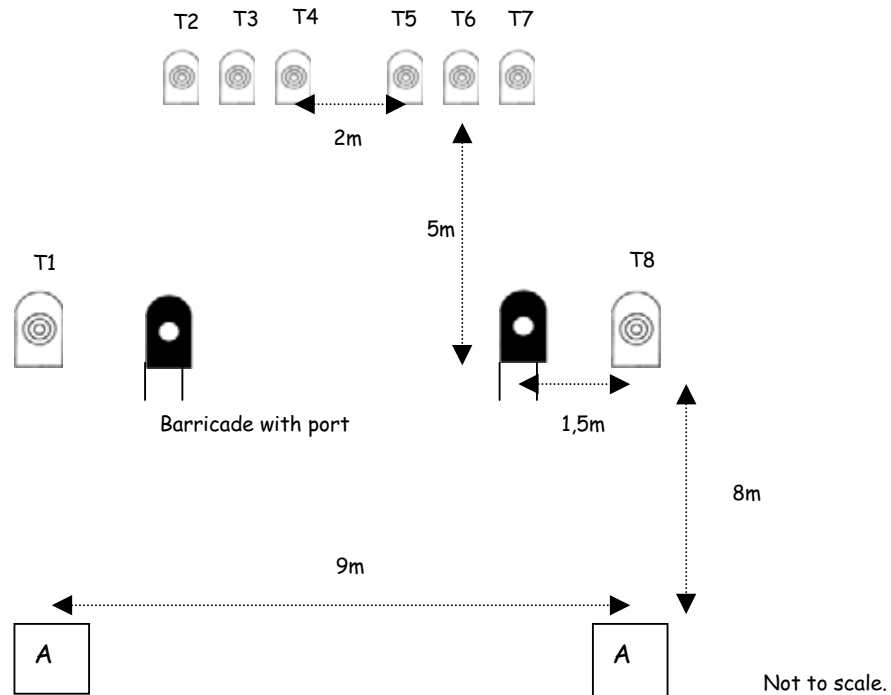 T2 T3 T4 T5 T6 T7
2m
5m
T1 T8
Barricade with port 1,5m
8m
9m
A A
Not to scale.